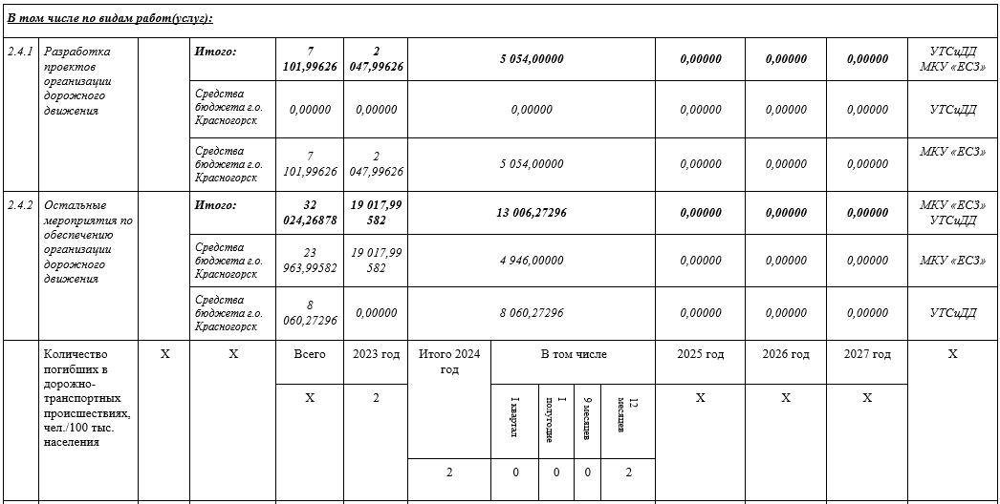 В том числе по видам работ(услуг):
2.4.1 Разработка Итого: 7 2 5 054,00000 0,00000 0,00000 0,00000 УТСиДД
проектов 101,99626 047,99626 МКУ «ЕСЗ»
организации
дорожного Средства
движения бюджета г.о. 0,00000 0,00000 0,00000 0,00000 0,00000 0,00000 УТСиДД
Красногорск
Средства МКУ «ЕСЗ»
бюджета г.о. 7 2 5 054,00000 0,00000 0,00000 0,00000
Красногорск 101,99626 047,99626
2.4.2 Остальные Итого: 32 19 017,99 13 006,27296 0,00000 0,00000 0,00000 МКУ «ЕСЗ»
мероприятия по 024,26878 582 УТСиДД
обеспечению
организации Средства 23 19 017,99 4 946,00000 0,00000 0,00000 0,00000 МКУ «ЕСЗ»
дорожного бюджета г.о. 963,99582 582
движения Красногорск
Средства 8 0,00000 8 060,27296 0,00000 0,00000 0,00000 УТСиДД
бюджета г.о. 060,27296
Красногорск
Количество X X Всего 2023 год Итого 2024 В том числе 2025 год 2026 год 2027 год X
погибших в год
дорожно-
транспортных X 2 I квартал I 9 месяцев 12 X X X
происшествиях, полугодие месяцев
чел./100 тыс.
населения
2 0 0 0 2